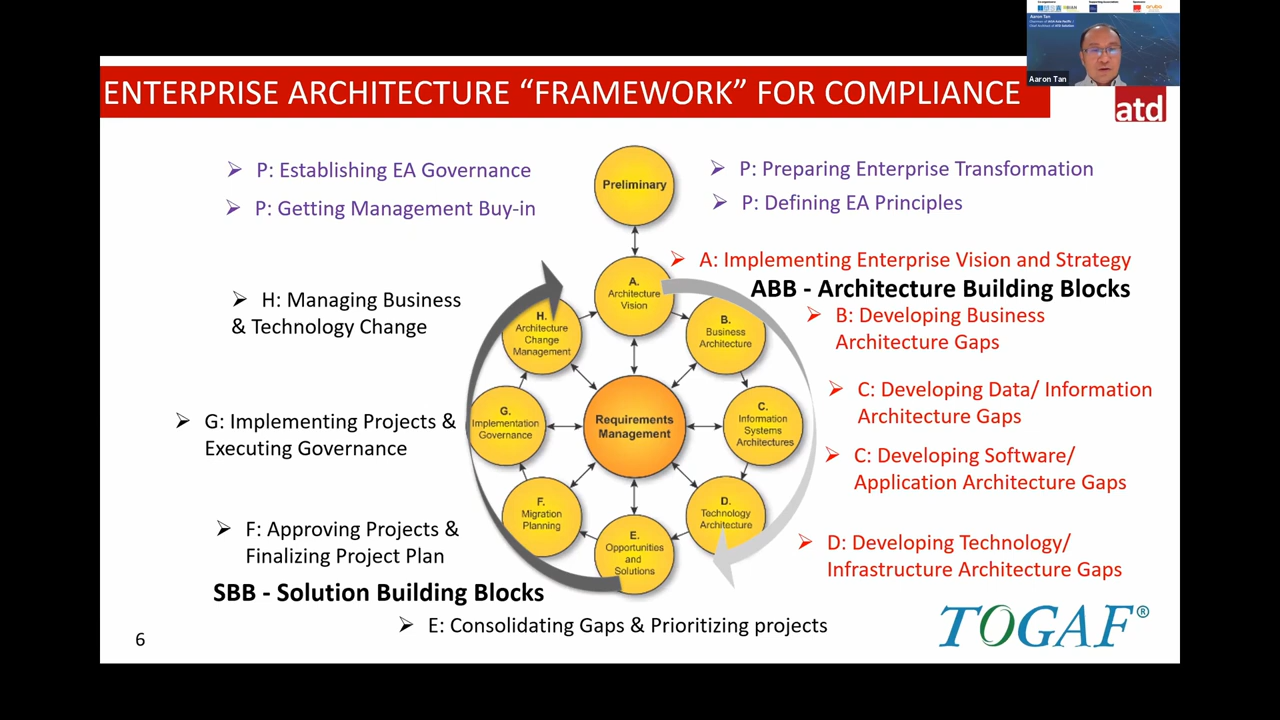 Aaron Tan
Aaron Tan
ENTERPRISE ARCHITECTURE “FRAMEWORK” FOR COMPLIANCE
atd
➢ P: Establishing EA Governance
➢ P: Getting Management Buy-in
Preliminary
➢ P: Preparing Enterprise Transformation
➢ P: Defining EA Principles
➢ A: Implementing Enterprise Vision and Strategy
ABB - Architecture Building Blocks
➢ B: Developing Business
Architecture Gaps
➢ C: Developing Data/ Information
Architecture Gaps
➢ C: Developing Software/
Application Architecture Gaps
➢ D: Developing Technology/
Infrastructure Architecture Gaps
A.
Architecture
Vision
B.
Business
Architecture
C.
Information
Systems
Architectures
D.
Technology
Architecture
E.
Opportunities
and
Solutions
F.
Migration
Planning
G.
Implementation
Governance
H.
Architecture
Change
Management
Requirements
Management
➢ H: Managing Business
& Technology Change
➢ G: Implementing Projects &
Executing Governance
➢ F: Approving Projects &
Finalizing Project Plan
SBB - Solution Building Blocks
➢ E: Consolidating Gaps & Prioritizing projects
6
TOGAF®